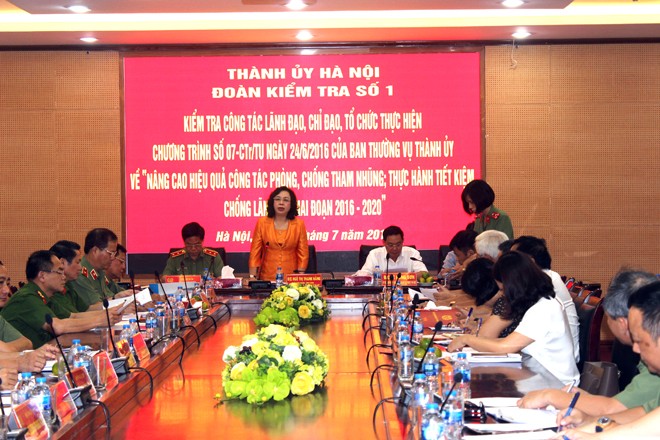 THÀNH ỦY HÀ NỘI
ĐOÀN KIỂM TRA SỐ 1
KIỂM TRA CÔNG TÁC LÃNH ĐẠO, CHỈ ĐẠO, TỔ CHỨC THỰC HIỆN
CHƯƠNG TRÌNH SỐ 07-CTr/TU NGÀY 24/6/2016 CỦA BAN THƯỜNG VỤ THÀNH ỦY
VỀ "NÂNG CAO HIỆU QUẢ CÔNG TÁC PHÒNG, CHỐNG THAM NHŨNG; THỰC HÀNH TIẾT KIỆM
CHỐNG LÃN AI ĐOẠN 2016 - 2020"
Hà Nội, tháng 7 năm